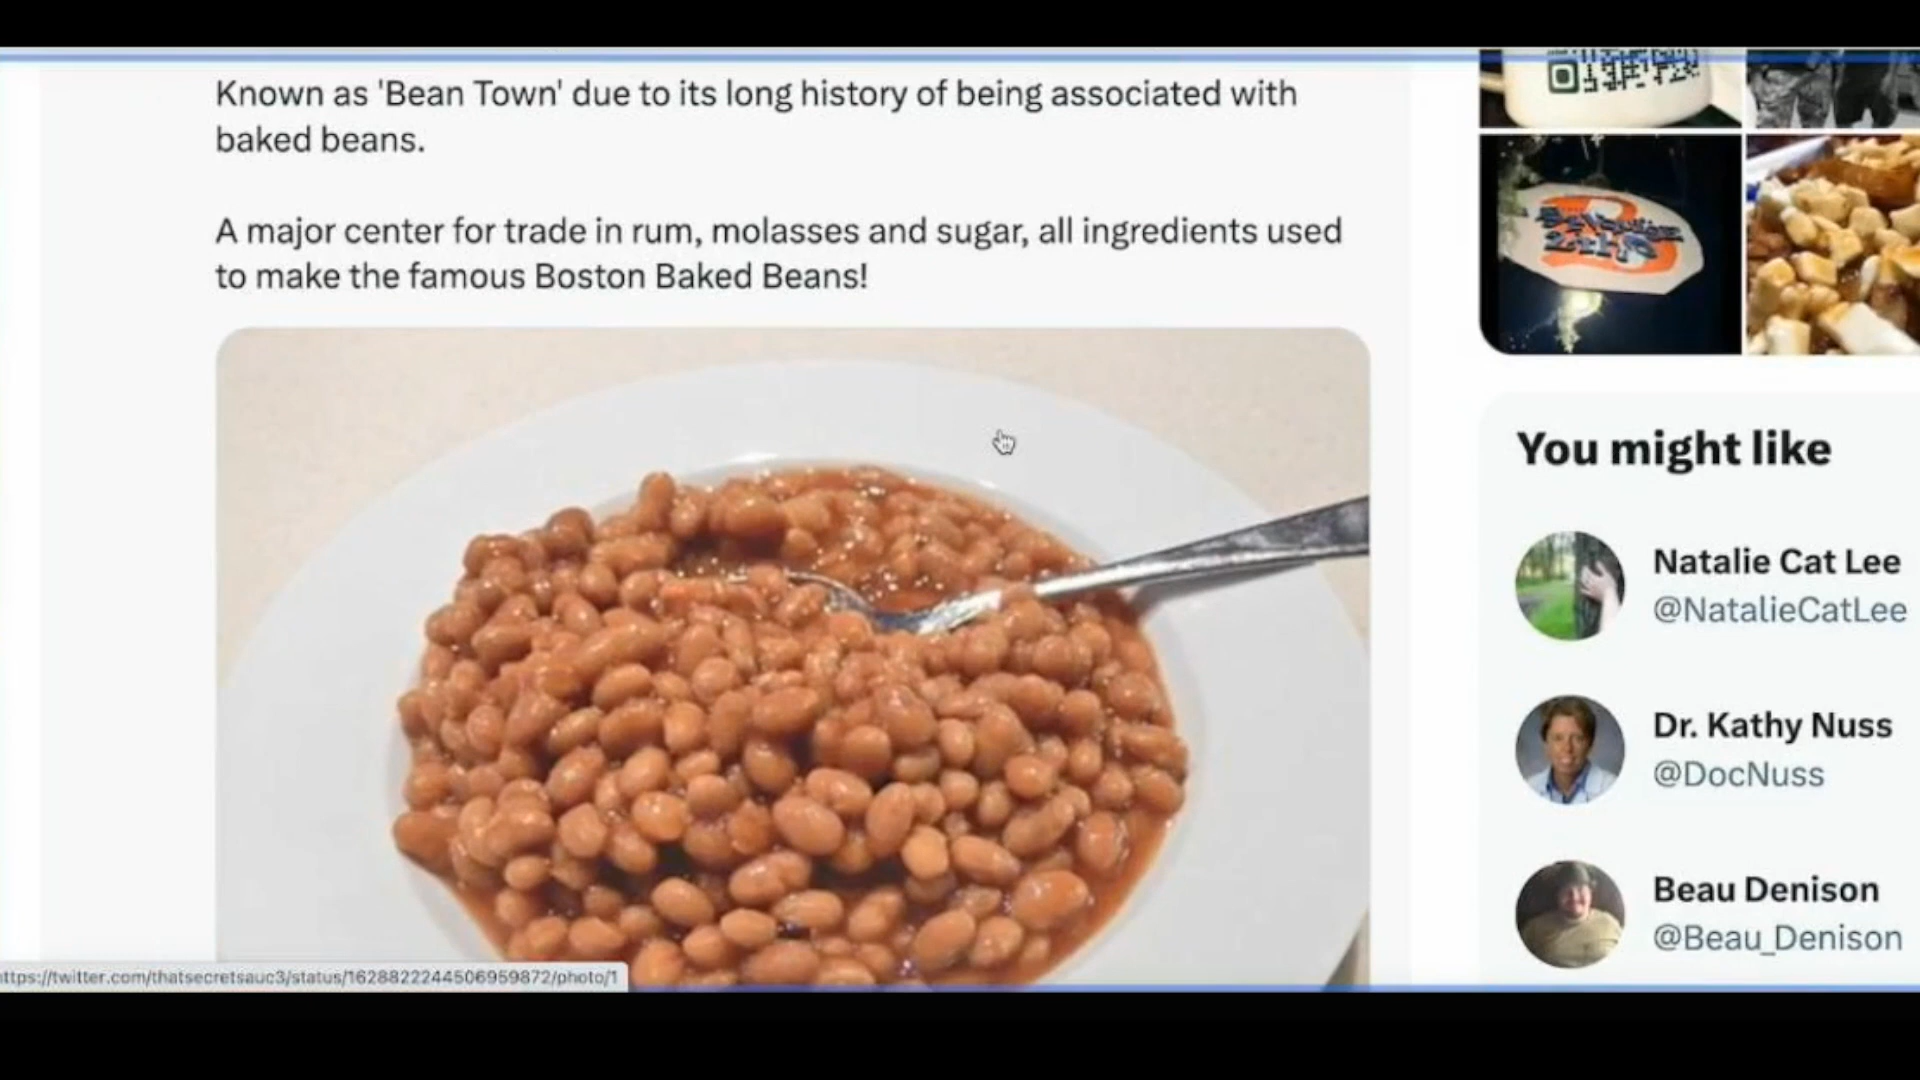 Known as 'Bean Town' due to its long history of being associated with
baked beans.
A major center for trade in rum, molasses and sugar, all ingredients used
to make the famous Boston Baked Beans!
You might like
Natalie Cat Lee
@NatalieCatLee
Dr. Kathy Nuss
@DocNuss
Beau Denison
@Beau_Denison
ttps://twitter.com/thatsecretsauc3/status/1628822244506959872/photo/1